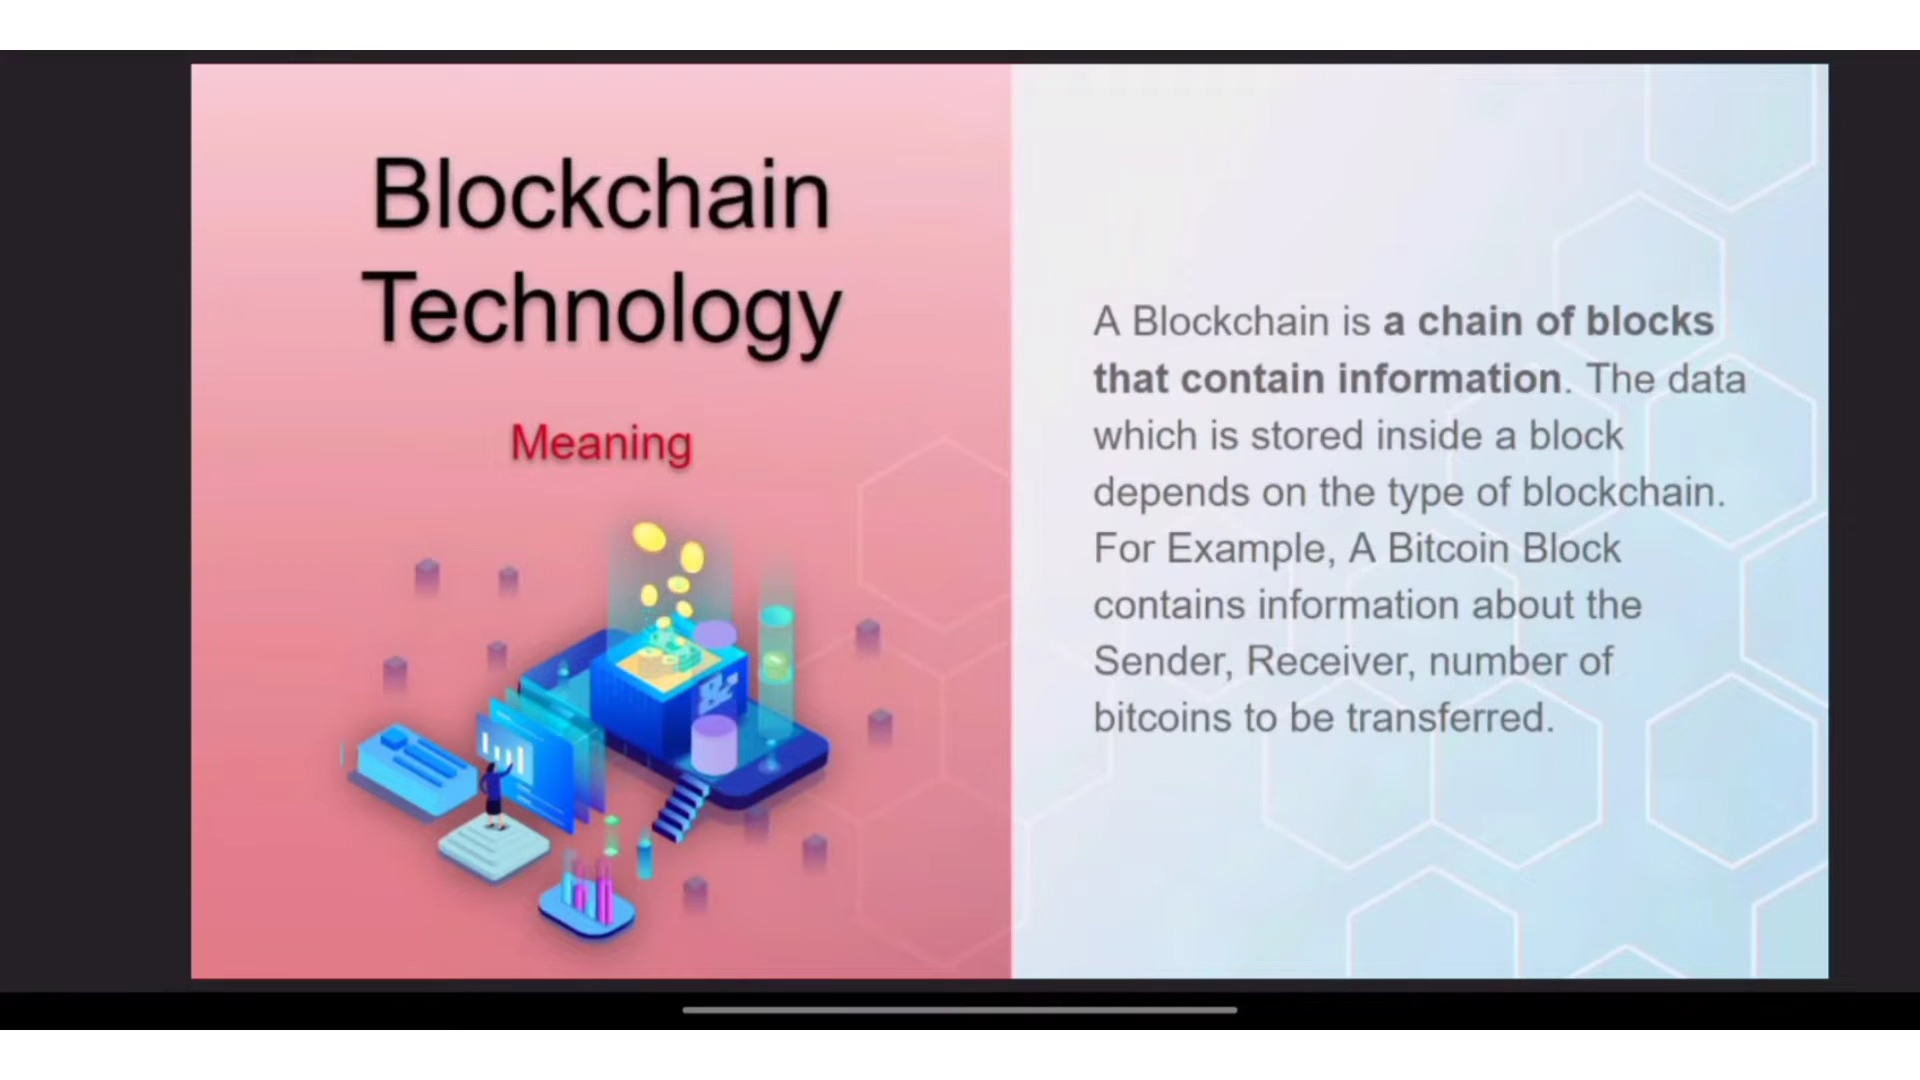 Blockchain
Technology
Meaning
A Blockchain is a chain of blocks
that contain information. The data
which is stored inside a block
depends on the type of blockchain.
For Example, A Bitcoin Block
contains information about the
Sender, Receiver, number of
bitcoins to be transferred.